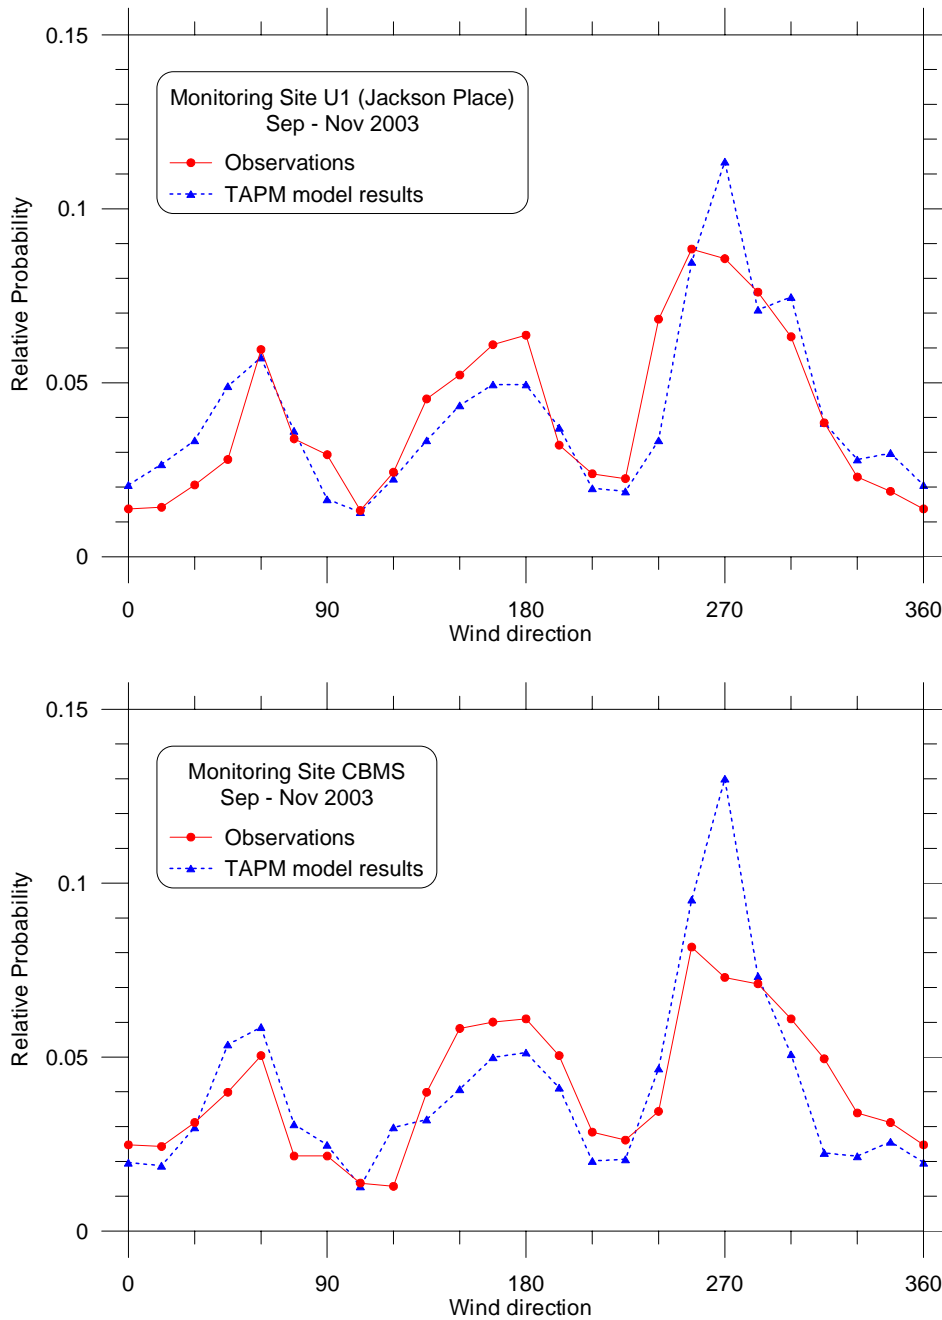 0.15
Monitoring Site U1 (Jackson Place)
Sep - Nov 2003
Observations
TAPM model results
0.1
Relative Probability
0.05
0
0 90 180 270 360
Wind direction
0.15
Monitoring Site CBMS
Sep - Nov 2003
Observations
TAPM model results
0.1
Relative Probability
0.05
0
0 90 180 270 360
Wind direction